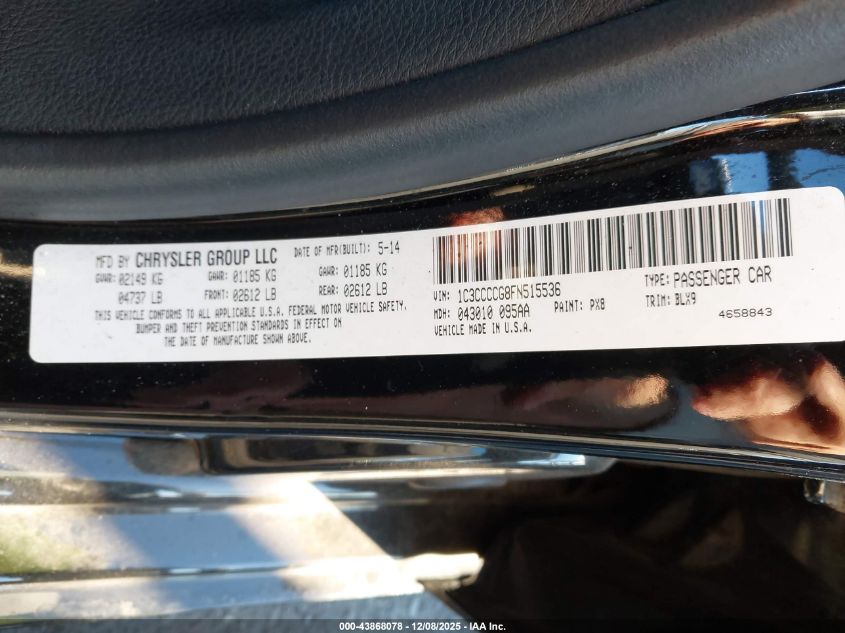 MFD BY CHRYSLER GROUP LLC DATE OF MFR(BUILT): 5-14
GVWR: 02149 KG GAWR: 01185 KG GAWR: 01185 KG
04737 LB FRONT: 02612 LB REAR: 02612 LB
THIS VEHICLE CONFORMS TO ALL APPLICABLE U.S.A. FEDERAL MOTOR VEHICLE SAFETY,
BUMPER AND THEFT PREVENTION STANDARDS IN EFFECT ON
THE DATE OF MANUFACTURE SHOWN ABOVE.
VIN: 1C3CCCCG8FN515536 TYPE: PASSENGER CAR
MDH: 043010 095AA PAINT: PX8 TRIM: BLX9
VEHICLE MADE IN U.S.A. 4658843
000-43868078 - 12/08/2025 - IAA Inc.